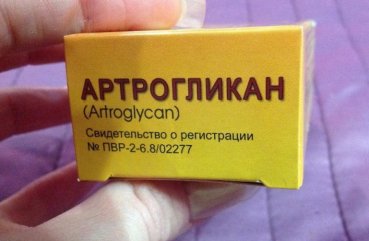 АРТРОГЛИКАН
(Artroglycan)
Свидетельство о регистрации
№ ПВР-2-6.8/02277